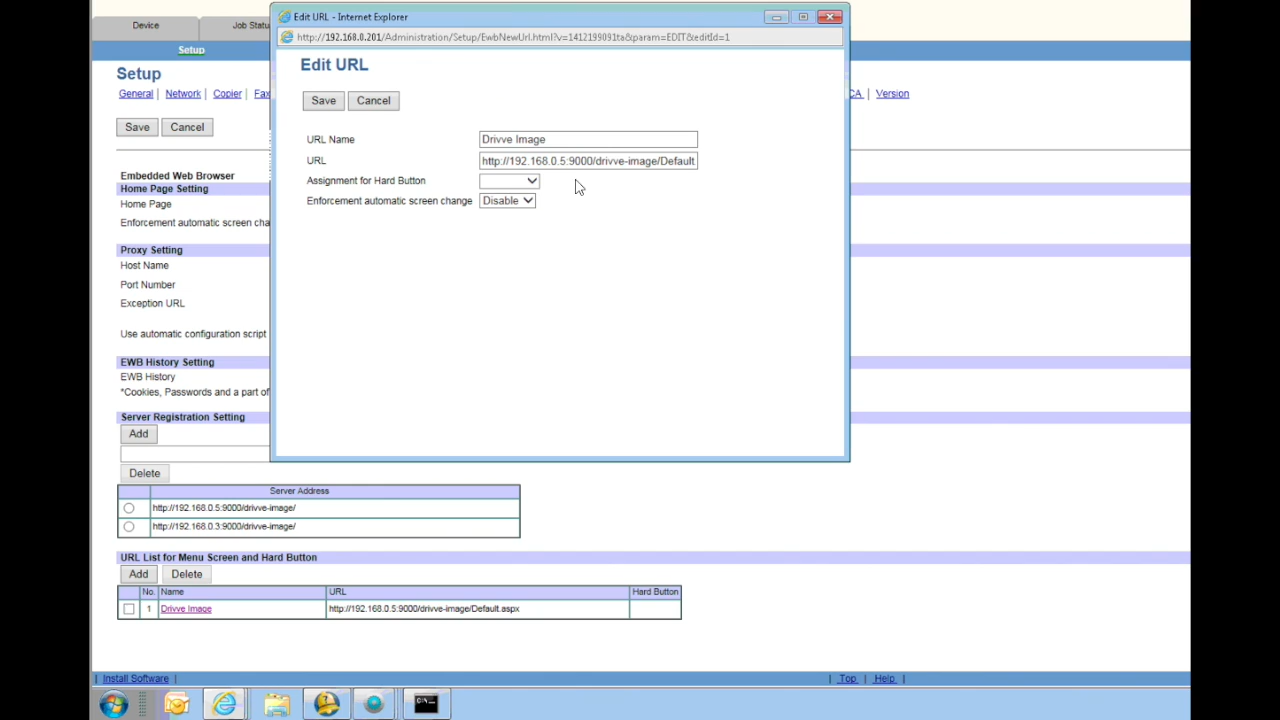 Edit URL - Internet Explorer
http://192.168.0.201/Administration/Setup/EwbNewUrl.html?v=1412199091ta&param=EDIT&editId=1
Edit URL
Save Cancel
URL Name Drivve Image
URL http://192.168.0.5:9000/drivve-image/Default
Assignment for Hard Button
Enforcement automatic screen change Disable
Device Job Statu
Setup
Setup
General | Network | Copier | Fax CA | Version
Save Cancel
Embedded Web Browser
Home Page Setting
Home Page
Enforcement automatic screen cha
Proxy Setting
Host Name
Port Number
Exception URL
Use automatic configuration script
EWB History Setting
EWB History
*Cookies, Passwords and a part of
Server Registration Setting
Add
Delete
Server Address
http://192.168.0.5:9000/drivve-image/
http://192.168.0.3:9000/drivve-image/
URL List for Menu Screen and Hard Button
Add Delete
No. Name URL Hard Button
1 Drivve Image http://192.168.0.5:9000/drivve-image/Default.aspx
| Install Software | | Top | Help |